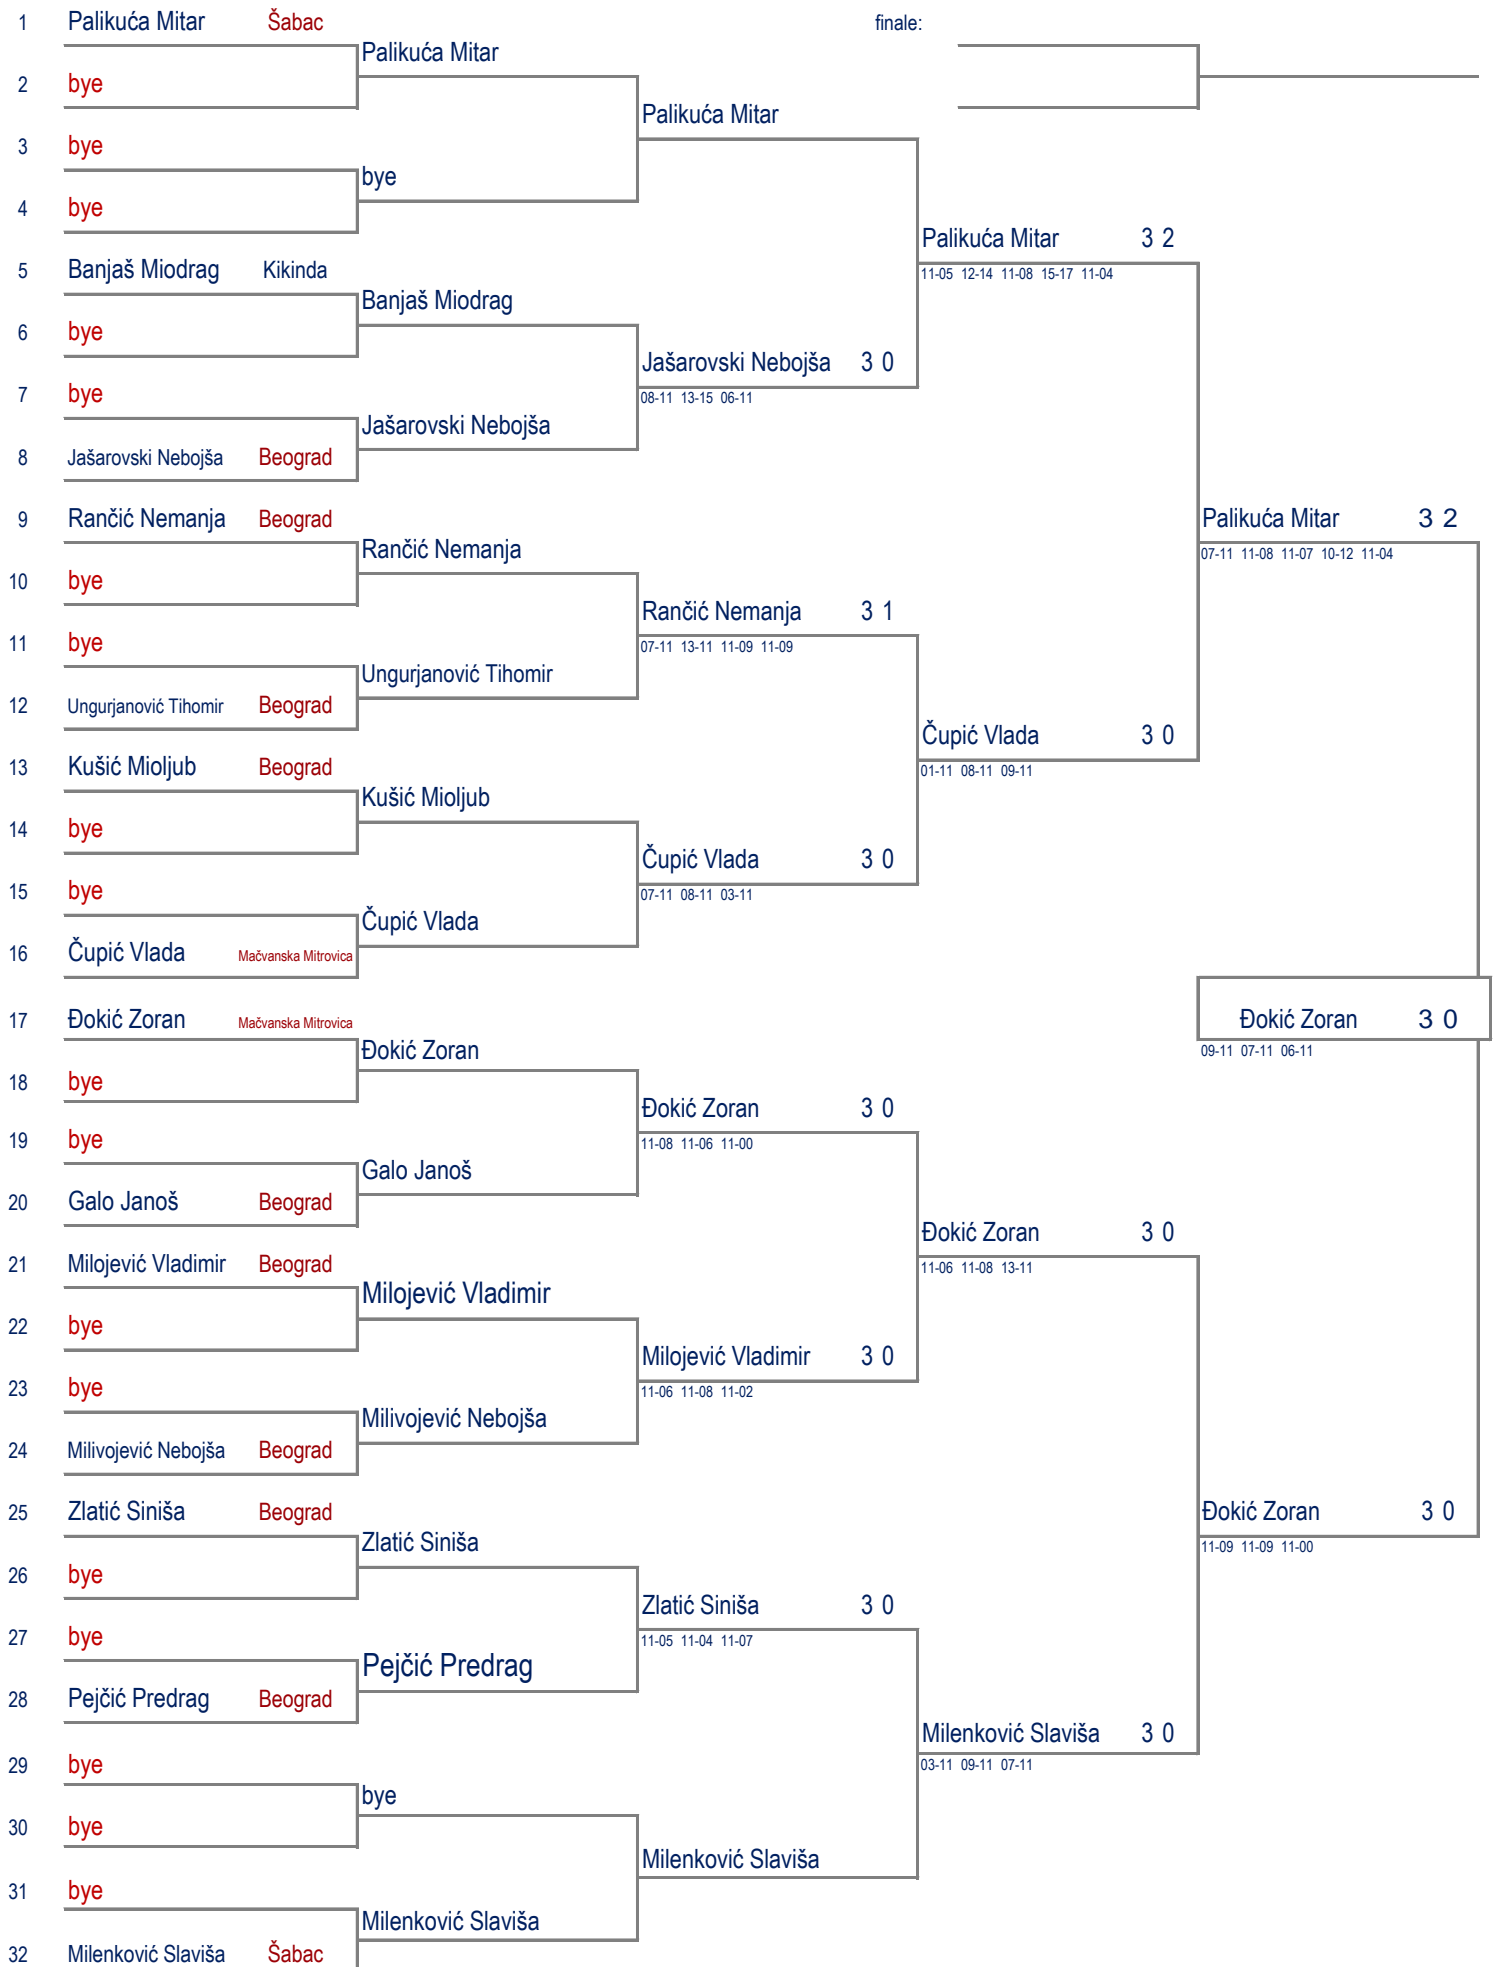 1 Palikuća Mitar Šabac finale:
Palikuća Mitar
2 bye
Palikuća Mitar
3 bye
bye
4 bye
Palikuća Mitar 3 2
5 Banjaš Miodrag Kikinda 11-05 12-14 11-08 15-17 11-04
Banjaš Miodrag
6 bye
Jašarovski Nebojša 3 0
7 bye 08-11 13-15 06-11
Jašarovski Nebojša
8 Jašarovski Nebojša Beograd
9 Rančić Nemanja Beograd Palikuća Mitar 3 2
Rančić Nemanja 07-11 11-08 11-07 10-12 11-04
10 bye
Rančić Nemanja 3 1
11 bye 07-11 13-11 11-09 11-09
Ungurjanović Tihomir
12 Ungurjanović Tihomir Beograd
Čupić Vlada 3 0
13 Kušić Mioljub Beograd 01-11 08-11 09-11
Kušić Mioljub
14 bye
Čupić Vlada 3 0
15 bye 07-11 08-11 03-11
Čupić Vlada
16 Čupić Vlada Mačvanska Mitrovica
17 Đokić Zoran Mačvanska Mitrovica Đokić Zoran 3 0
Đokić Zoran 09-11 07-11 06-11
18 bye
Đokić Zoran 3 0
19 bye 11-08 11-06 11-00
Galo Janoš
20 Galo Janoš Beograd
Đokić Zoran 3 0
21 Milojević Vladimir Beograd 11-06 11-08 13-11
Milojević Vladimir
22 bye
Milojević Vladimir 3 0
23 bye 11-06 11-08 11-02
Milivojević Nebojša
24 Milivojević Nebojša Beograd
25 Zlatić Siniša Beograd Đokić Zoran 3 0
Zlatić Siniša 11-09 11-09 11-00
26 bye
Zlatić Siniša 3 0
27 bye 11-05 11-04 11-07
Pejčić Predrag
28 Pejčić Predrag Beograd
Milenković Slaviša 3 0
29 bye 03-11 09-11 07-11
bye
30 bye
Milenković Slaviša
31 bye
Milenković Slaviša
32 Milenković Slaviša Šabac